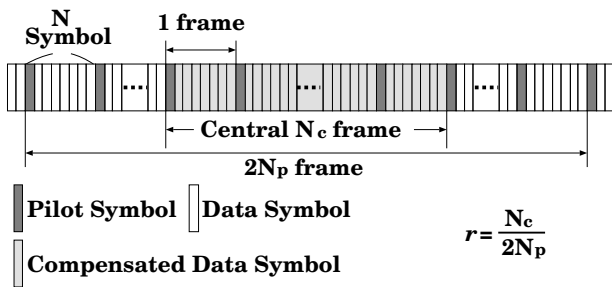 N
Symbol
1 frame
Central Nc frame
2Np frame
Pilot Symbol
Data Symbol
Compensated Data Symbol
r = Nc / 2Np